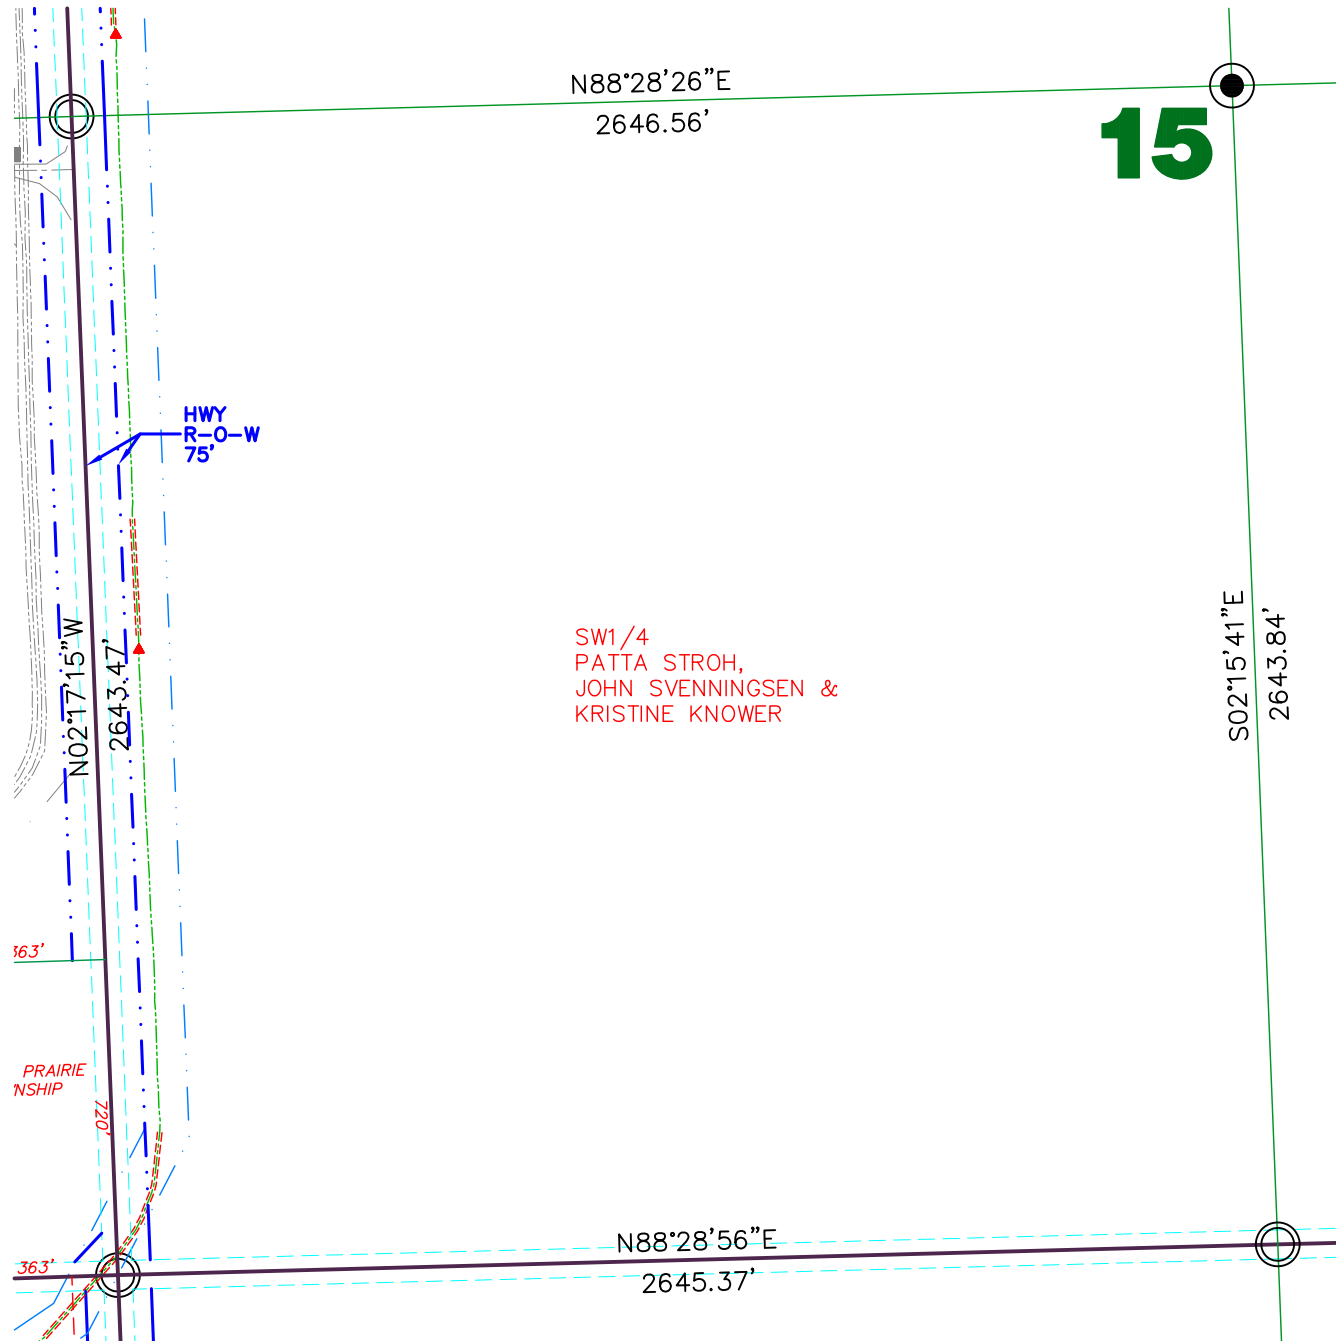 N88°28'26"E
2646.56'
15
HWY
R-O-W
75'
N02°17'15"W
2643.47'
SW1/4
PATTA STROH,
JOHN SVENNINGSEN &
KRISTINE KNOWER
S02°15'41"E
2643.84'
363'
PRAIRIE
NSHIP
720'
N88°28'56"E
2645.37'
363'